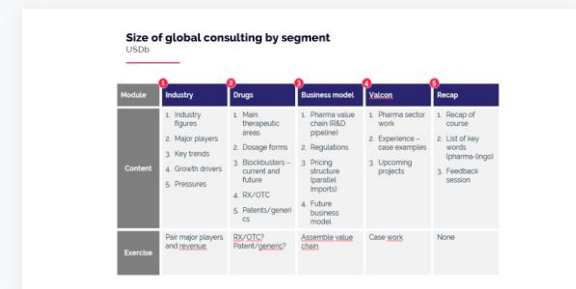 Size of global consulting by segment
USDb
1 2 3 4 5
Module Industry Drugs Business model Valcon Recap
Content
1. Industry
figures
2. Major players
3. Key trends
4. Growth drivers
5. Pressures
1. Main
therapeutic
areas
2. Dosage forms
3. Blockbusters –
current and
future
4. RX/OTC
5. Patents/generi
cs
1. Pharma value
chain (R&D
pipeline)
2. Regulations
3. Pricing
structure
(parallel
imports)
4. Future
business
model
1. Pharma sector
work
2. Experience –
case examples
3. Upcoming
projects
1. Recap of
course
2. List of key
words
(pharma-lingo)
3. Feedback
session
Exercise
Pair major players
and revenue
RX/OTC?
Patent/generic?
Assemble value
chain
Case work
None